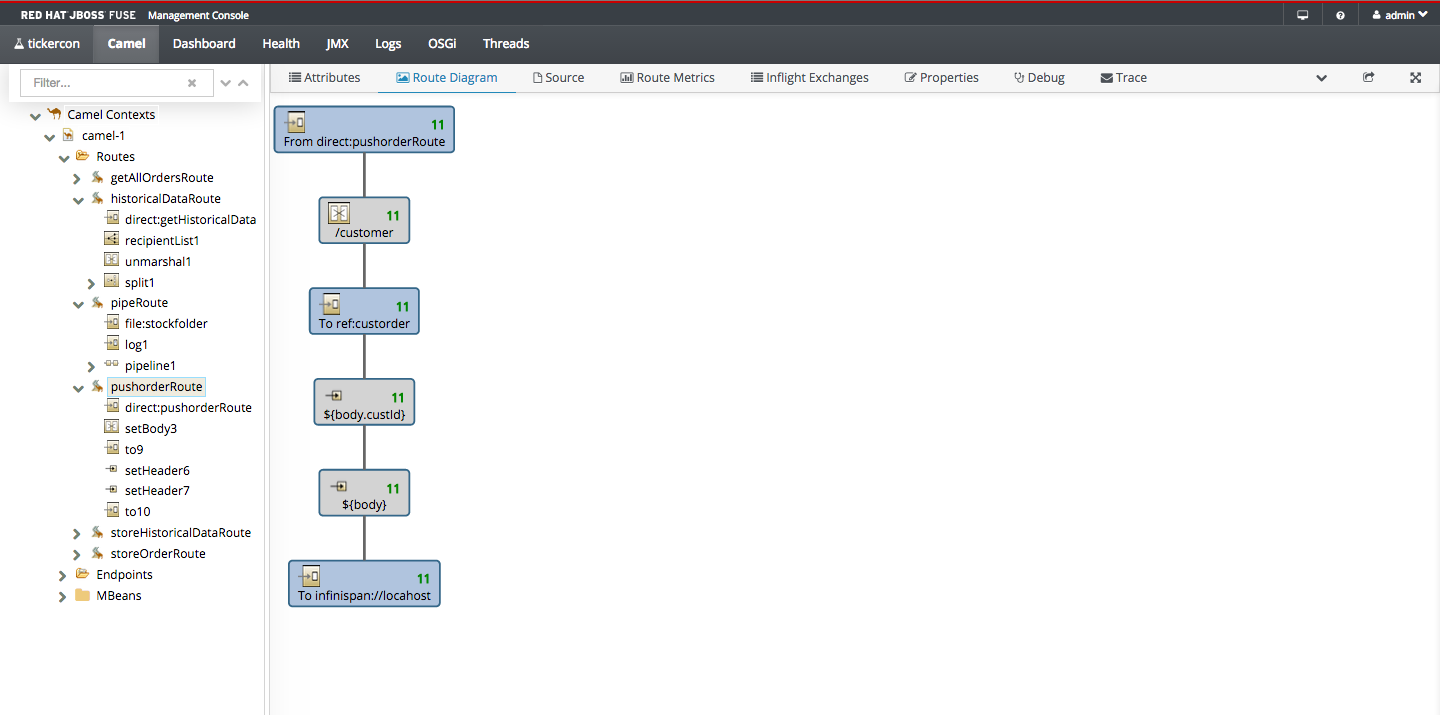 RED HAT JBOSS FUSE Management Console
admin
tickercon Camel Dashboard Health JMX Logs OSGi Threads
Filter...
Attributes Route Diagram Source Route Metrics Inflight Exchanges Properties Debug Trace
Camel Contexts
camel-1
Routes
getAllOrdersRoute
historicalDataRoute
direct:getHistoricalData
recipientList1
unmarshal1
split1
pipeRoute
file:stockfolder
log1
pipeline1
pushorderRoute
direct:pushorderRoute
setBody3
to9
setHeader6
setHeader7
to10
storeHistoricalDataRoute
storeOrderRoute
Endpoints
MBeans
11
From direct:pushorderRoute
11
/customer
11
To ref:custorder
11
${body.custId}
11
${body}
11
To infinispan://locahost